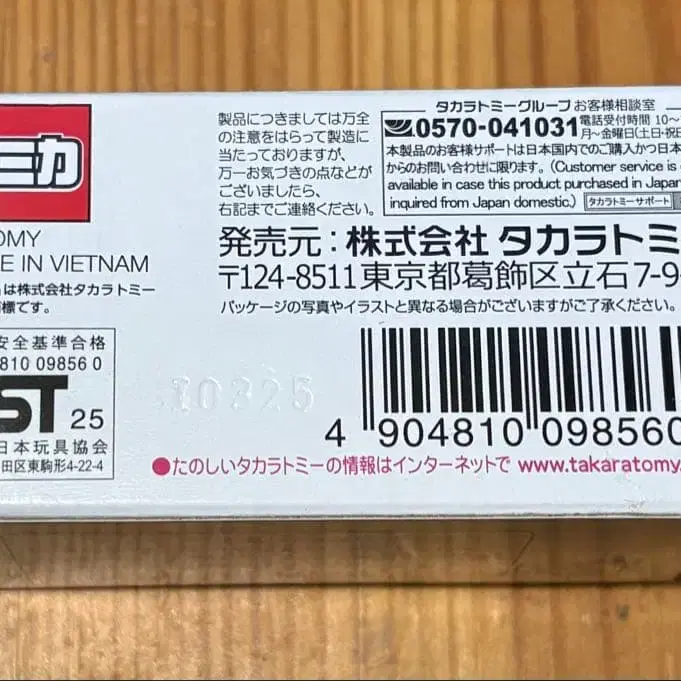 ミカ
OMY
E IN VIETNAM
は株式会社タカラトミー
標です。
安全基準合格
810 09856 0
ST 25
日本玩具協会
田区東駒形4-22-4
製品につきましては万全
の注意をはらって製造に
当たっておりますが、
万一お気づきの点などが
ございましたら、
右記までご連絡ください。
タカラトミーグループ お客様相談室
0570-041031 電話受付時間 10～
月～金曜日(土日・祝日
本製品のお客様サポートは日本国内でのご購入かつ日本
からのお問い合わせに限ります。(Customer service is
available in case this product purchased in Japan
inquired from Japan domestic.) タカラトミーサポート
発売元：株式会社 タカラトミ
〒124-8511 東京都葛飾区立石7-9-
パッケージの写真やイラストと異なる場合がございますがご了承ください。
10325
4 904810 098560
●たのしいタカラトミーの情報はインターネットで www.takaratomy.